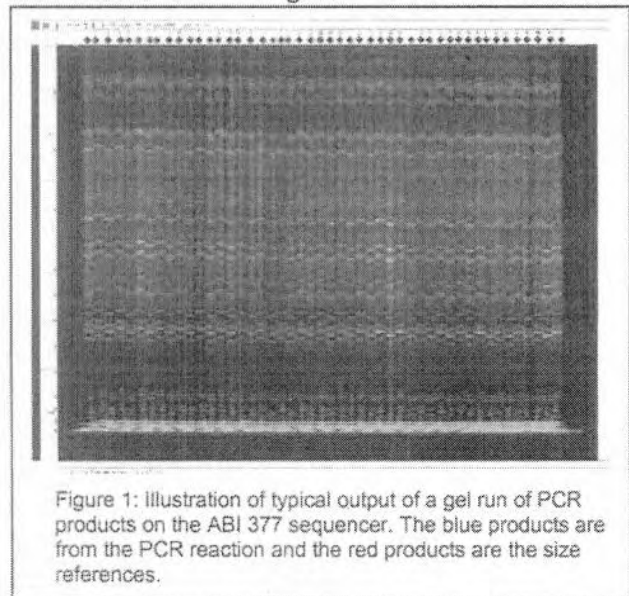 Figure 1: Illustration of typical output of a gel run of PCR
products on the ABI 377 sequencer. The blue products are
from the PCR reaction and the red products are the size
references.